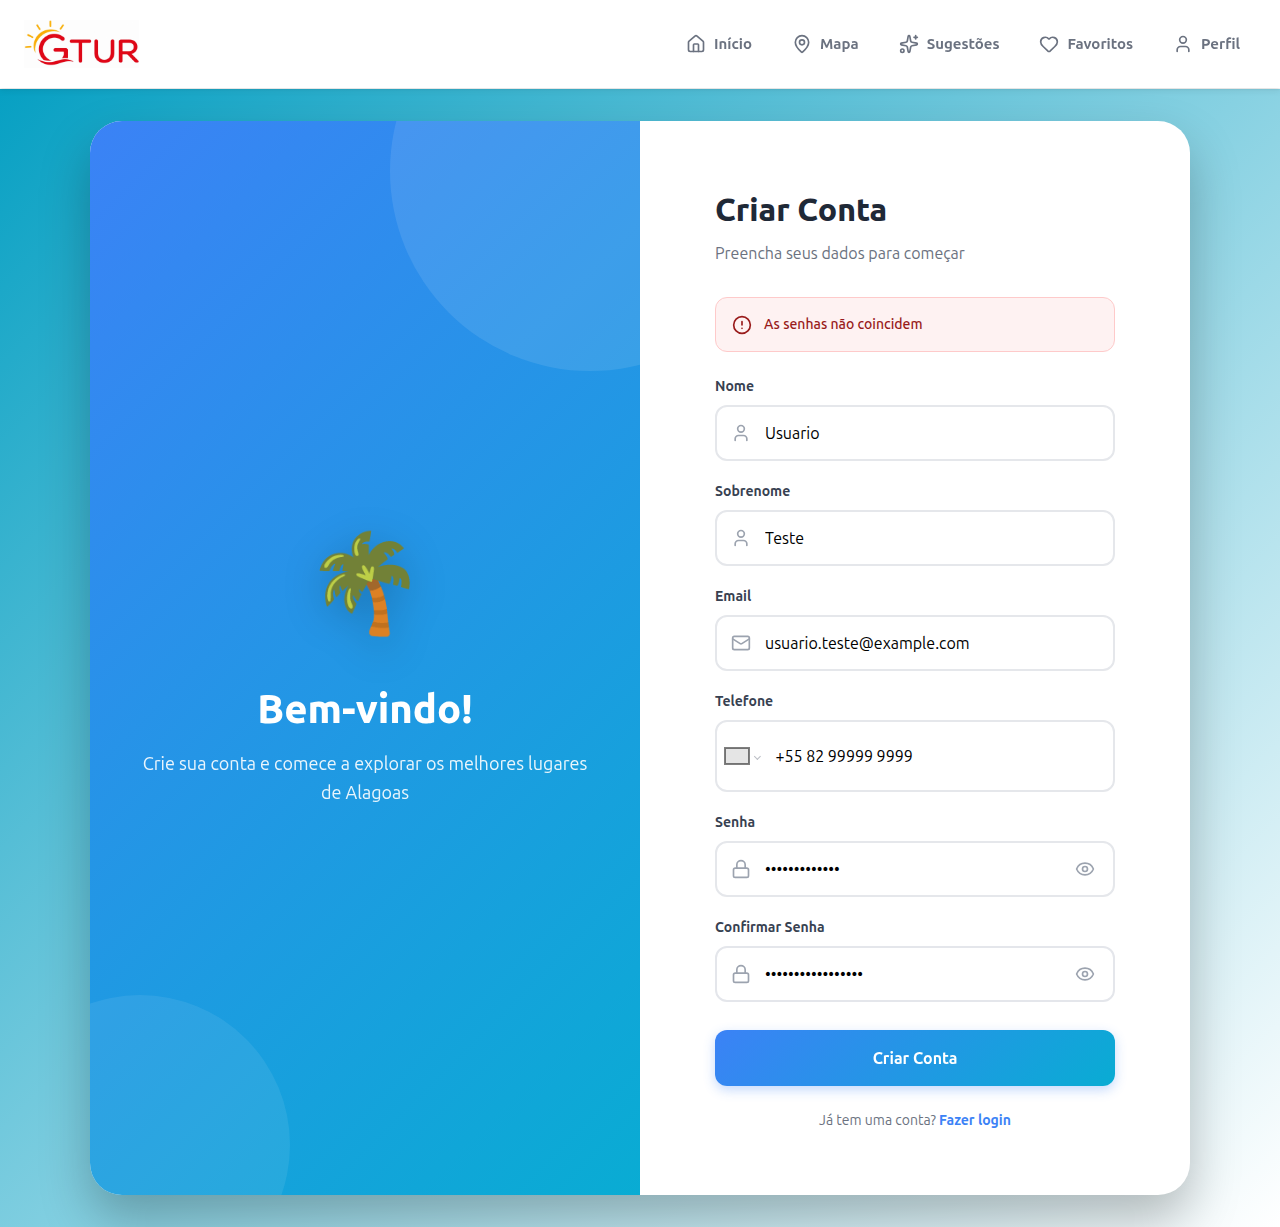 GTUR
Início
Mapa
Sugestões
Favoritos
Perfil
Bem-vindo!
Crie sua conta e comece a explorar os melhores lugares
de Alagoas
Criar Conta
Preencha seus dados para começar
As senhas não coincidem
Nome
Usuario
Sobrenome
Teste
Email
usuario.teste@example.com
Telefone
+55 82 99999 9999
Senha
•••••••••••••
Confirmar Senha
•••••••••••••••••
Criar Conta
Já tem uma conta? Fazer login